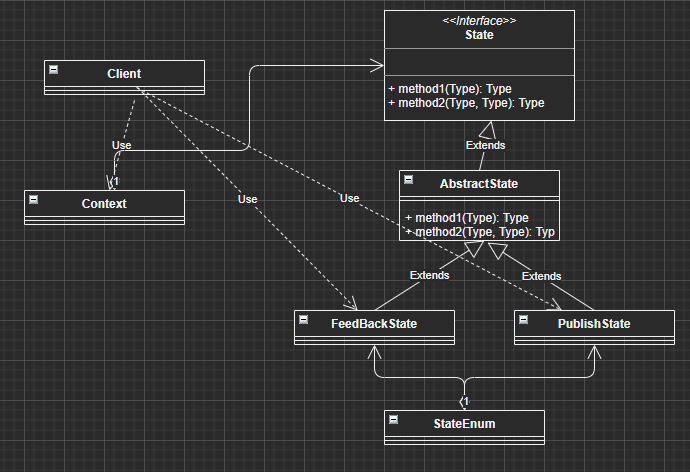 <<Interface>>
State
Client
+ method1(Type): Type
+ method2(Type, Type): Type
Use
Extends
1
AbstractState
Context
Use
Use
+ method1(Type): Type
+ method2(Type, Type): Typ
Extends
Extends
FeedBackState
PublishState
1
StateEnum